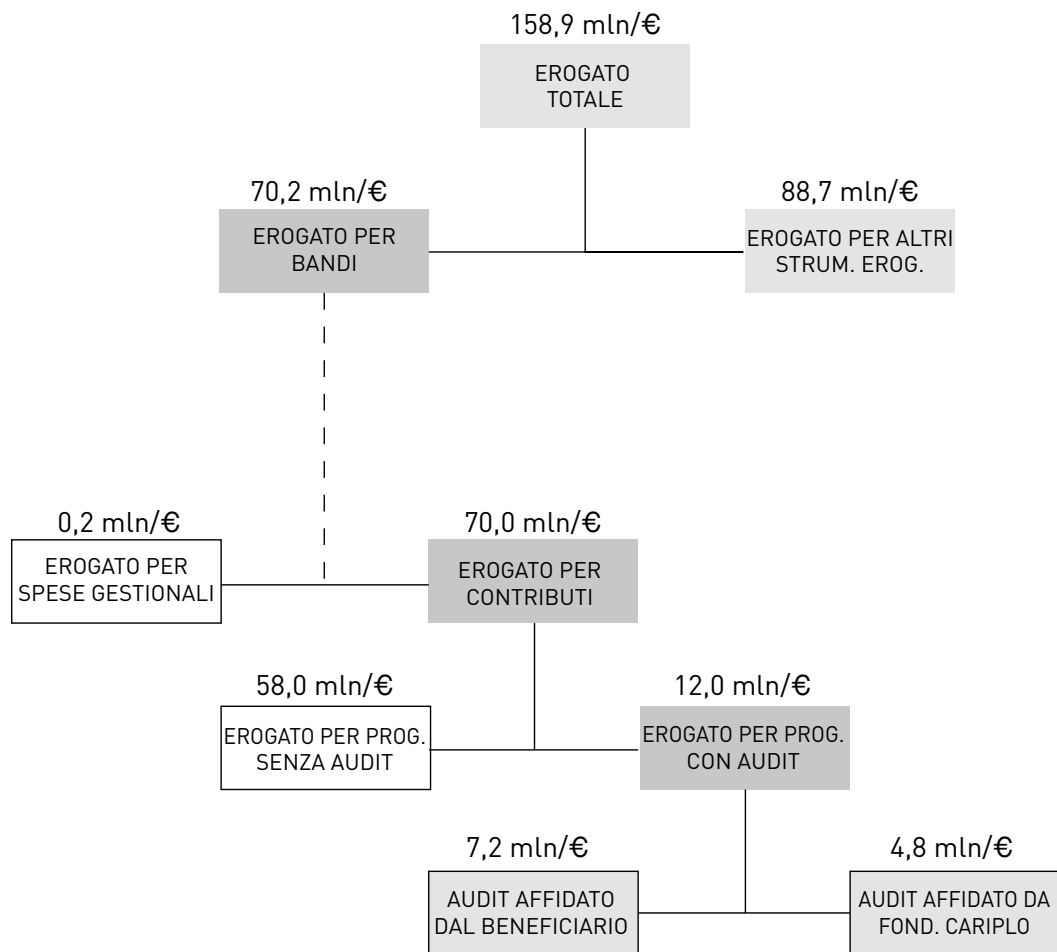 158,9 mln/€
EROGATO
TOTALE
70,2 mln/€
EROGATO PER
BANDI
88,7 mln/€
EROGATO PER ALTRI
STRUM. EROG.
0,2 mln/€
EROGATO PER
SPESE GESTIONALI
70,0 mln/€
EROGATO PER
CONTRIBUTI
58,0 mln/€
EROGATO PER PROG.
SENZA AUDIT
12,0 mln/€
EROGATO PER PROG.
CON AUDIT
7,2 mln/€
AUDIT AFFIDATO
DAL BENEFICIARIO
4,8 mln/€
AUDIT AFFIDATO DA
FOND. CARIPLO